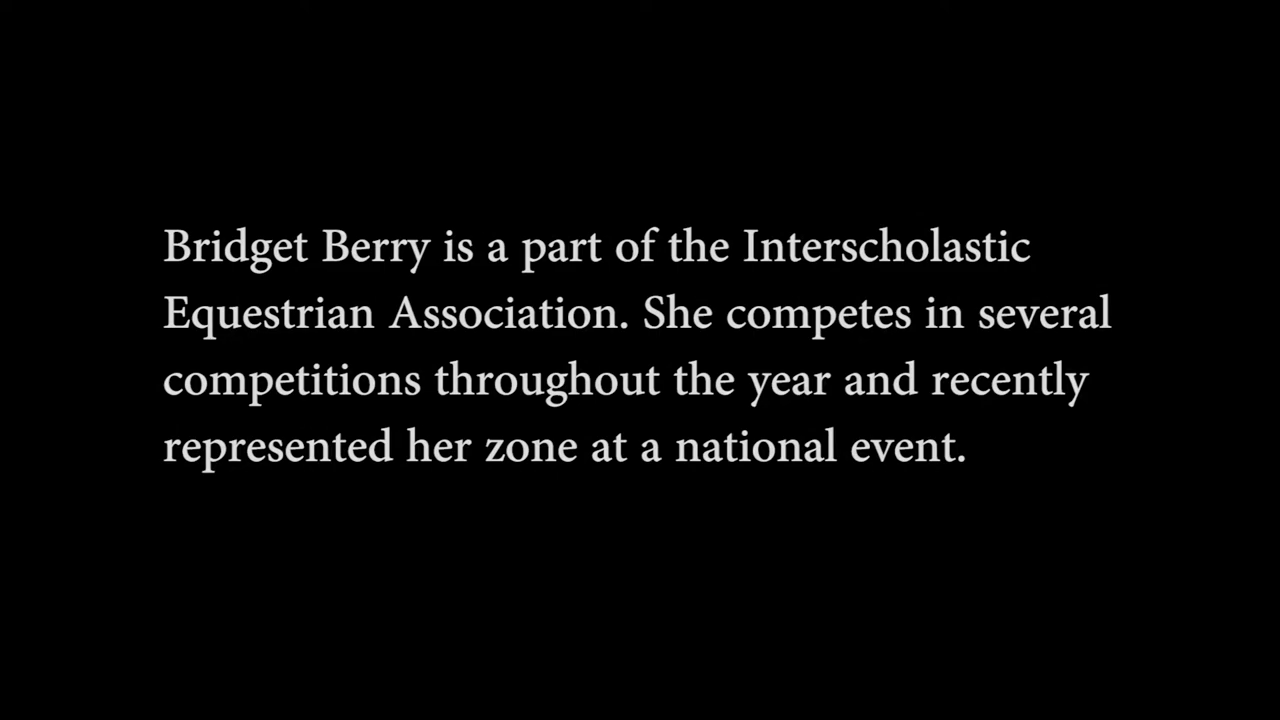 Bridget Berry is a part of the Interscholastic
Equestrian Association. She competes in several
competitions throughout the year and recently
represented her zone at a national event.